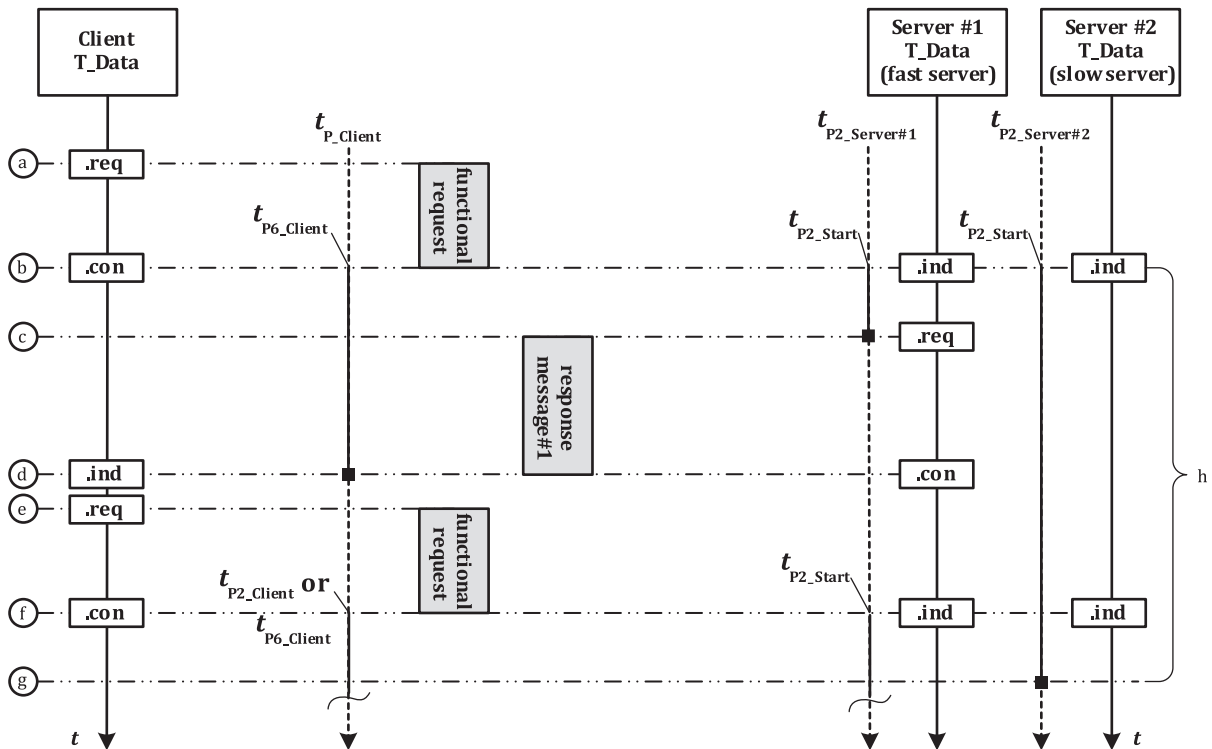 Client
T_Data
Server #1
T_Data
(fast server)
Server #2
T_Data
(slow server)
t P_Client
t P2_Server#1
t P2_Server#2
a
.req
functional
request
t P6_Client
t P2_Start
t P2_Start
b
.con
.ind
.ind
c
.req
response
message#1
d
.ind
.con
h
e
.req
functional
request
t P2_Client or
t P6_Client
t P2_Start
f
.con
.ind
.ind
g
t
t